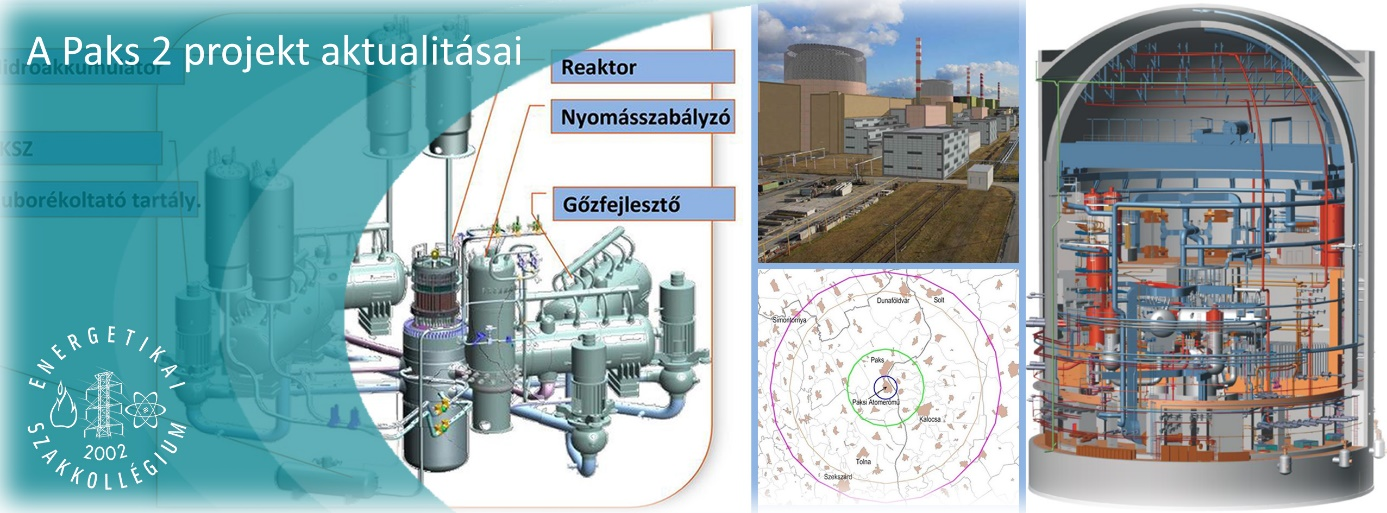 A Paks 2 projekt aktualitásai
idroakkumulátor
KSZ
uborékoltató tartály.
Reaktor
Nyomásszabályzó
Gőzfejlesztő
ENERGETIKAI
SZAKKOLLÉGIUM
2002
Dunaföldvár
Solt
Simontornya
Paks
Paksi Atomerőmű
Kalocsa
Tolna
Szekszárd